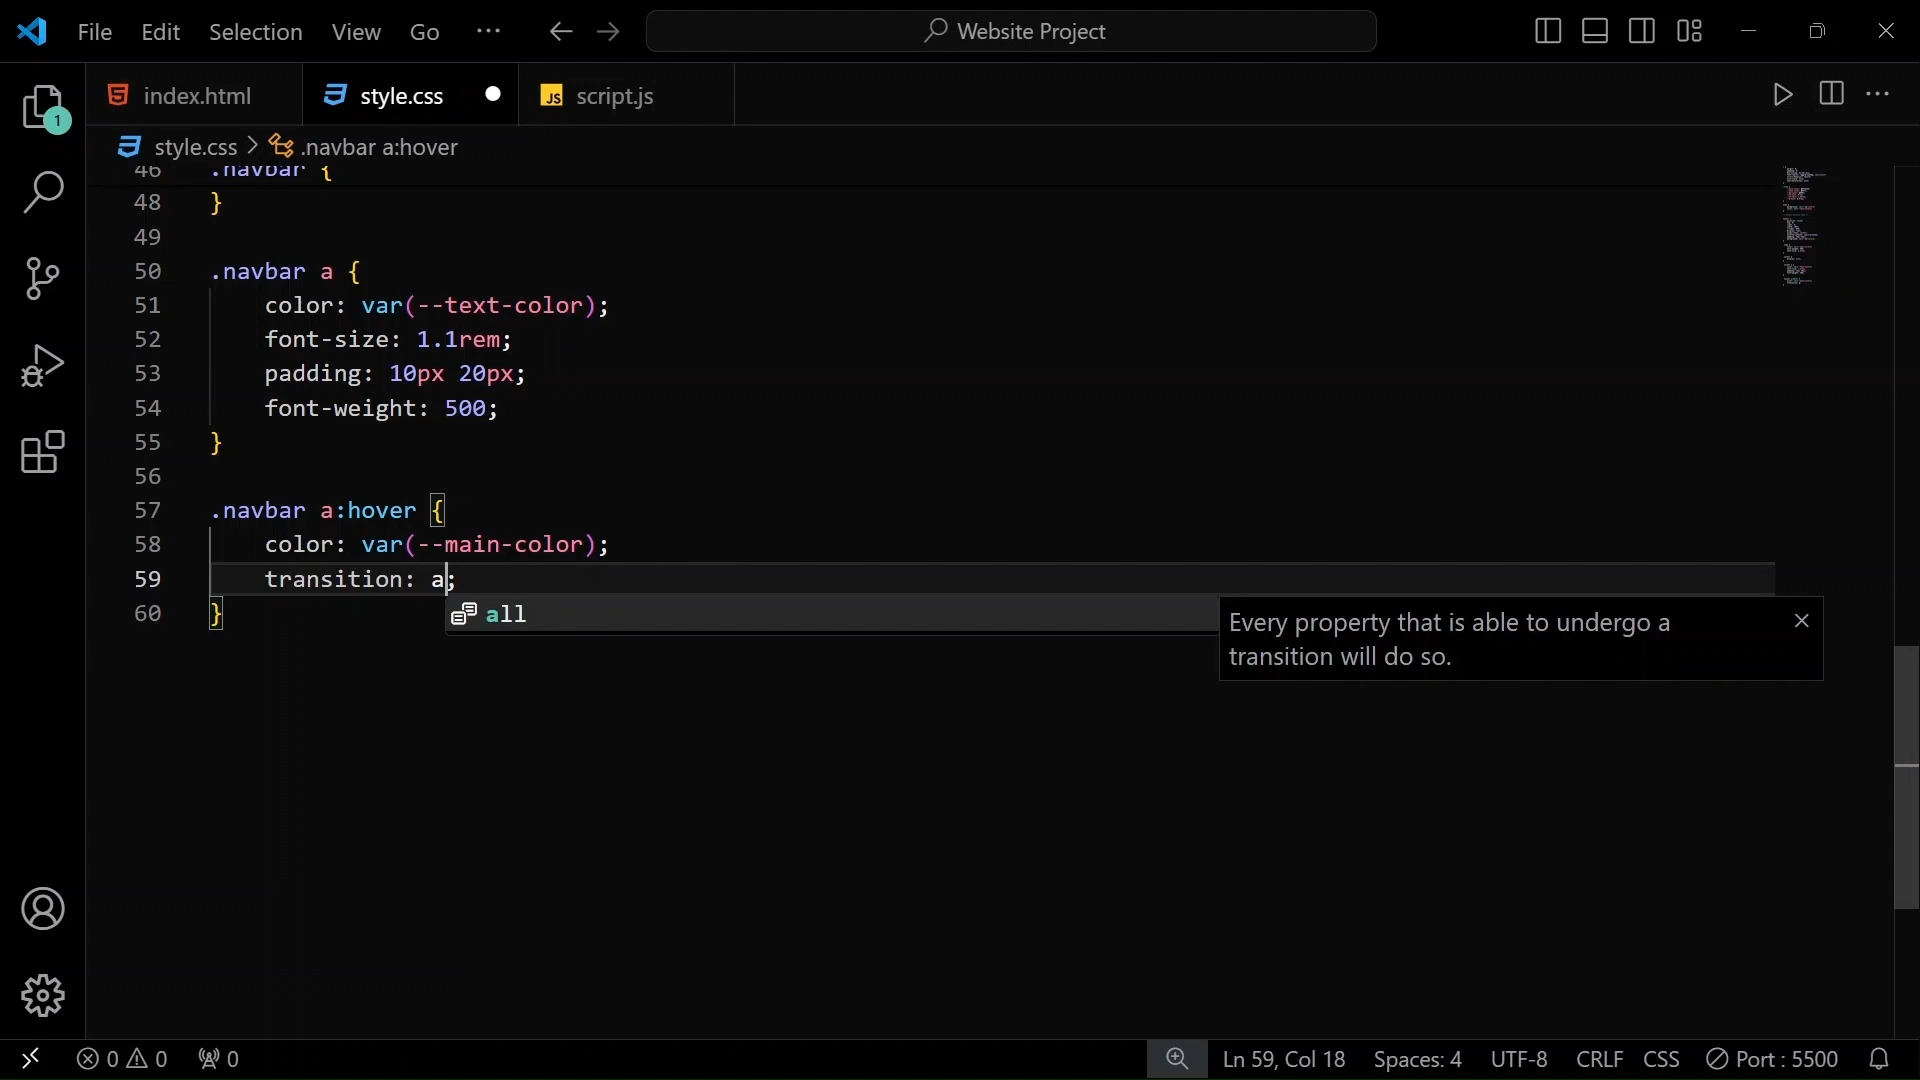 File Edit Selection View Go ··· Website Project
index.html style.css script.js
1
style.css > .navbar a:hover
46 .navbar {
48 }
49
50 .navbar a {
51 color: var(--text-color);
52 font-size: 1.1rem;
53 padding: 10px 20px;
54 font-weight: 500;
55 }
56
57 .navbar a:hover {
58 color: var(--main-color);
59 transition: a;
60 }
all
Every property that is able to undergo a
transition will do so.
0 0 0 Ln 59, Col 18 Spaces: 4 UTF-8 CRLF CSS Port : 5500